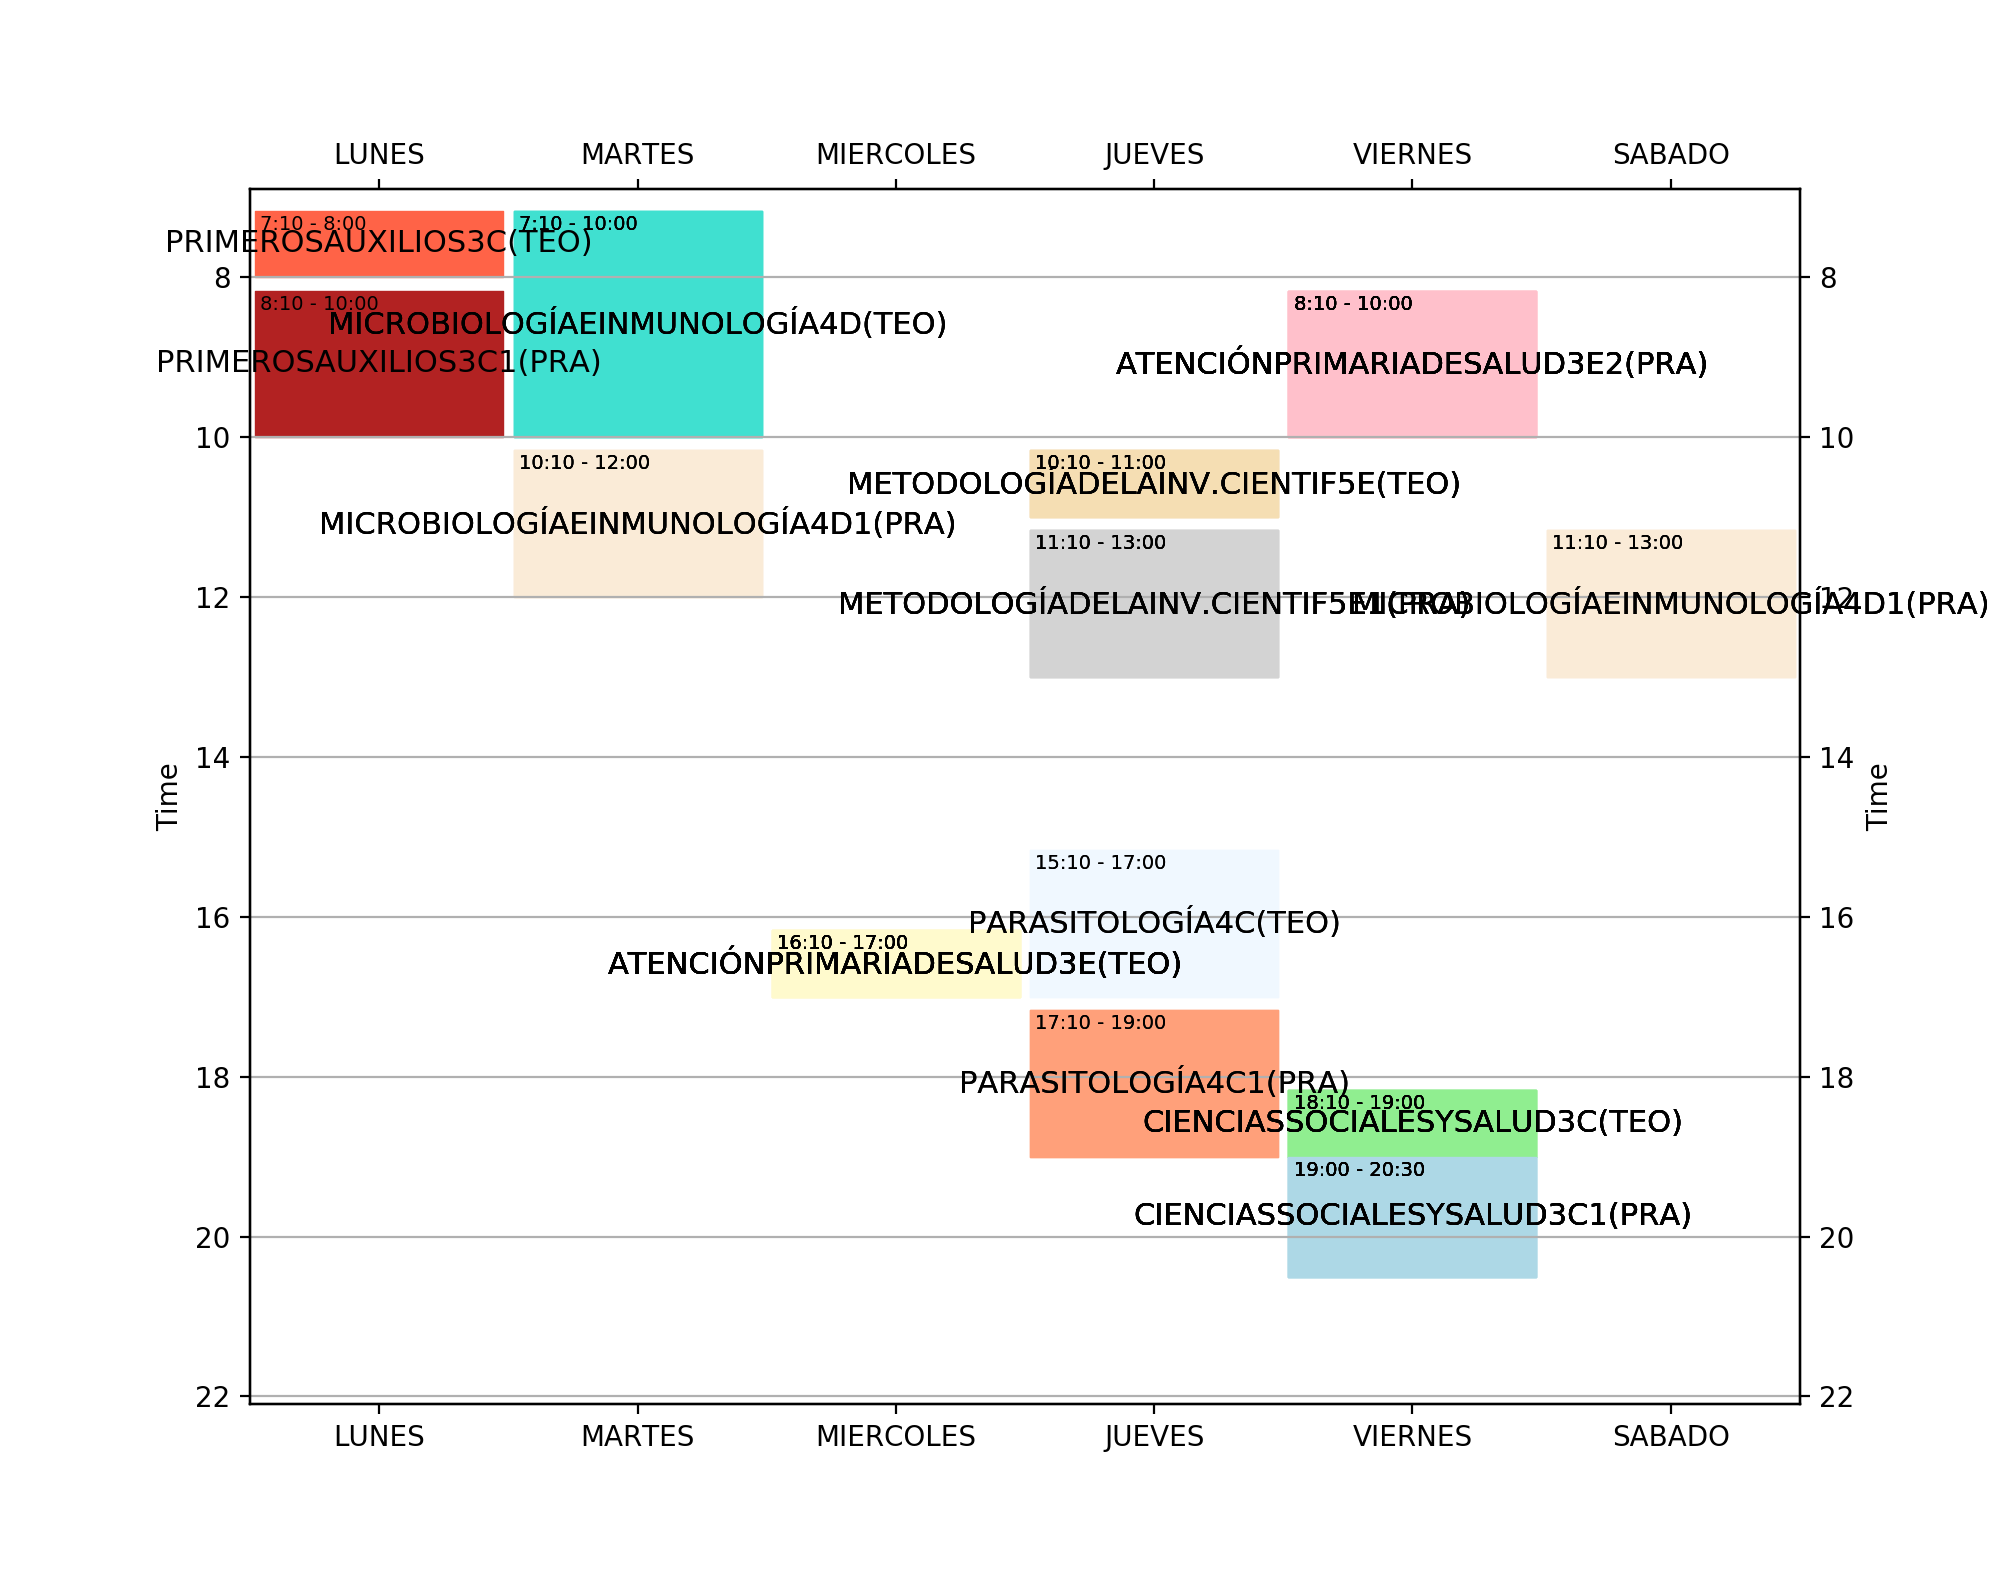 LUNES MARTES MIERCOLES JUEVES VIERNES SABADO
7:10 - 8:00
PRIMEROSAUXILIOS3C(TEO)
7:10 - 10:00
MICROBIOLOGÍAEINMUNOLOGÍA4D(TEO)
8 8
8:10 - 10:00
PRIMEROSAUXILIOS3C1(PRA)
8:10 - 10:00
ATENCIÓNPRIMARIADESALUD3E2(PRA)
10 10
10:10 - 12:00
MICROBIOLOGÍAEINMUNOLOGÍA4D1(PRA)
10:10 - 11:00
METODOLOGÍADELAINV.CIENTIF5E(TEO)
11:10 - 13:00
METODOLOGÍADELAINV.CIENTIF5E1(PRA)
11:10 - 13:00
MICROBIOLOGÍAEINMUNOLOGÍA4D1(PRA)
12 12
14 14
Time Time
15:10 - 17:00
PARASITOLOGÍA4C(TEO)
16 16
16:10 - 17:00
ATENCIÓNPRIMARIADESALUD3E(TEO)
17:10 - 19:00
PARASITOLOGÍA4C1(PRA)
18 18
18:10 - 19:00
CIENCIASSOCIALESYSALUD3C(TEO)
19:00 - 20:30
CIENCIASSOCIALESYSALUD3C1(PRA)
20 20
22 22
LUNES MARTES MIERCOLES JUEVES VIERNES SABADO